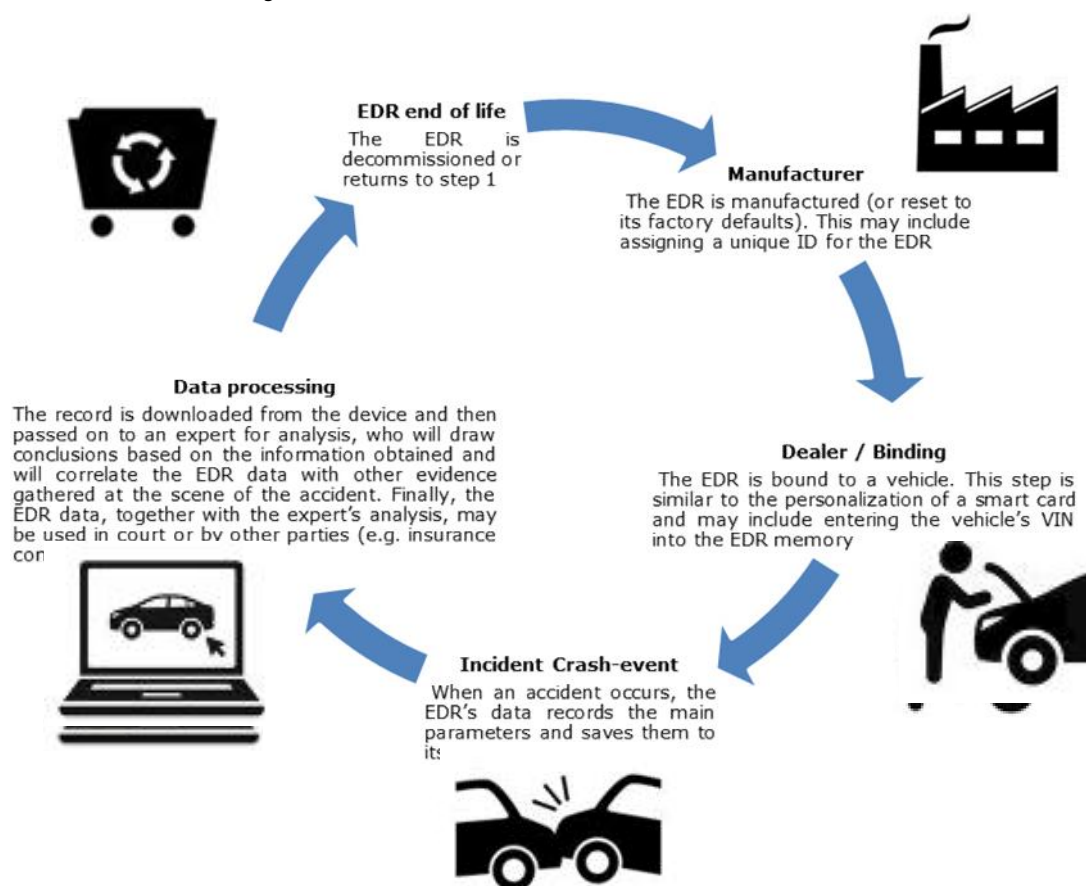 EDR end of life
The EDR is
decommissioned or
returns to step 1
Manufacturer
The EDR is manufactured (or reset to
its factory defaults). This may include
assigning a unique ID for the EDR
Dealer / Binding
The EDR is bound to a vehicle. This step is
similar to the personalization of a smart card
and may include entering the vehicle's VIN
into the EDR memory
Incident Crash-event
When an accident occurs, the
EDR's data records the main
parameters and saves them to
Data processing
The record is downloaded from the device and then
passed on to an expert for analysis, who will draw
conclusions based on the information obtained and
will correlate the EDR data with other evidence
gathered at the scene of the accident. Finally, the
EDR data, together with the expert's analysis, may
be used in court or by other parties (e.g. insurance